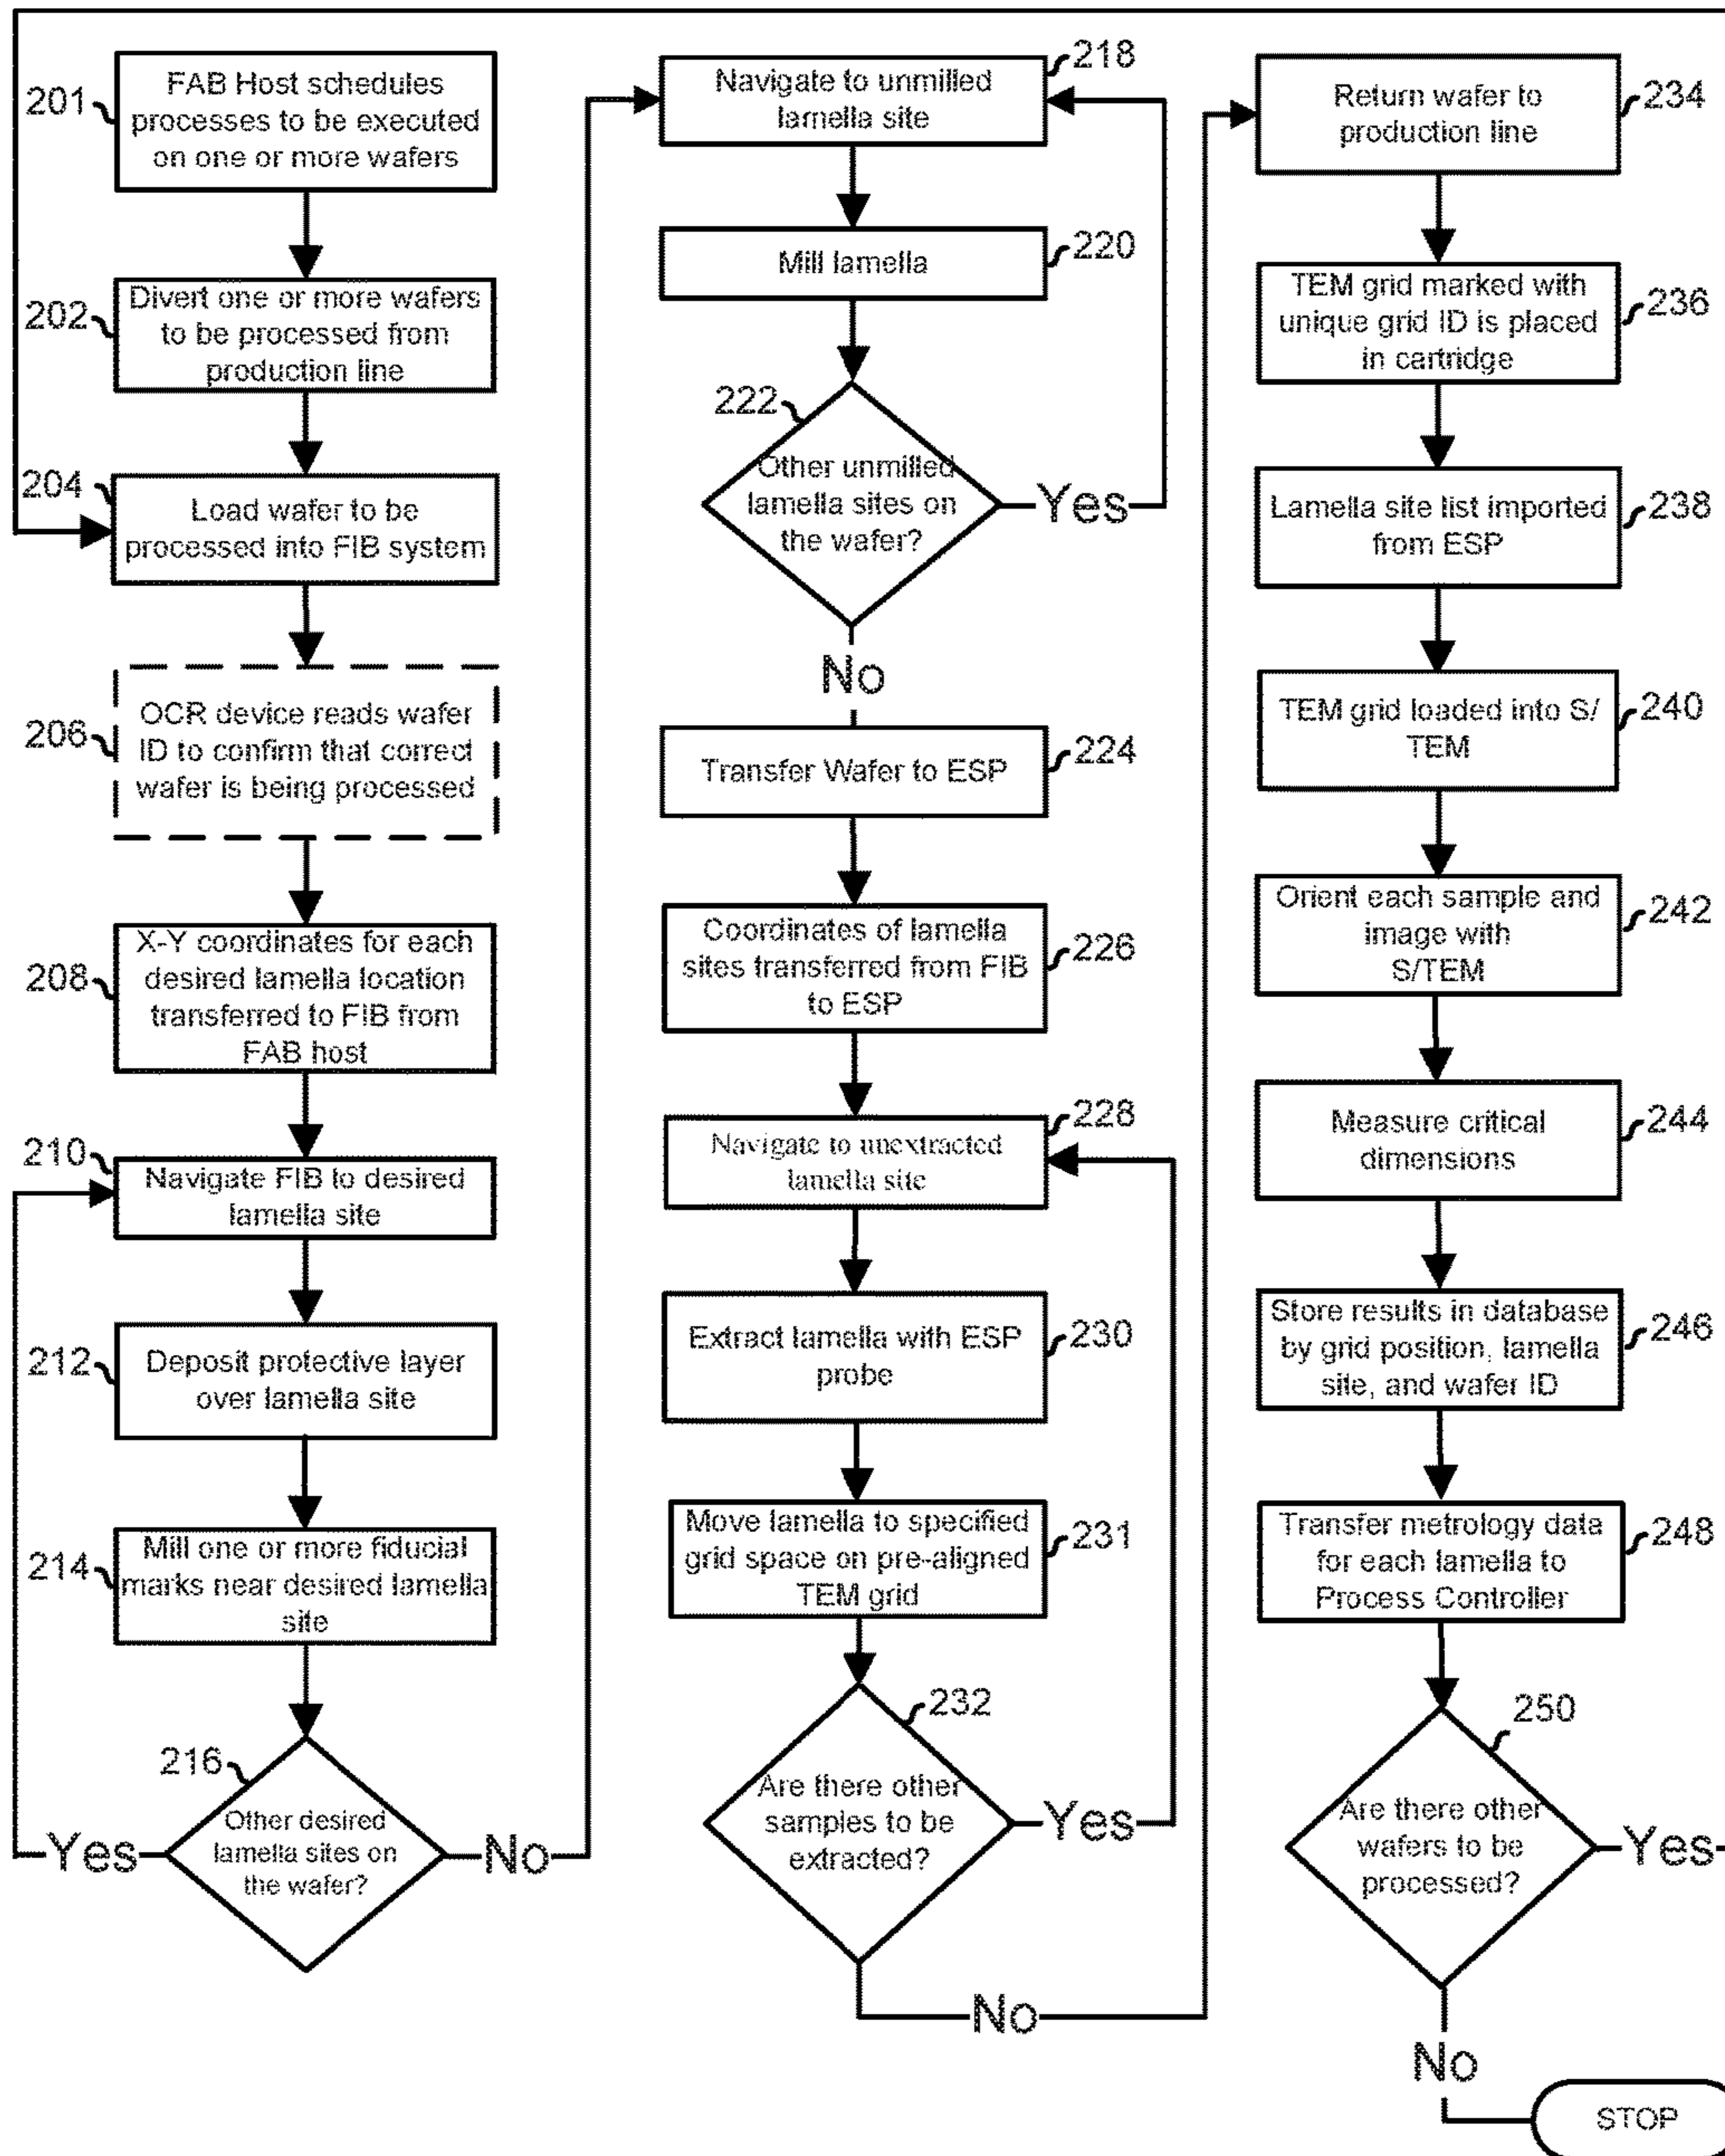 201
FAB Host schedules
processes to be executed
on one or more wafers
202
Divert one or more wafers
to be processed from
production line
204
Load wafer to be
processed into FIB system
206
OCR device reads wafer
ID to confirm that correct
wafer is being processed
208
X-Y coordinates for each
desired lamella location
transferred to FIB from
FAB host
210
Navigate FIB to desired
lamella site
212
Deposit protective layer
over lamella site
214
Mill one or more fiducial
marks near desired lamella
site
216
Other desired
lamella sites on
the wafer?
Yes
No
218
Navigate to unmilled
lamella site
220
Mill lamella
222
Other unmilled
lamella sites on
the wafer?
Yes
No
224
Transfer Wafer to ESP
226
Coordinates of lamella
sites transferred from FIB
to ESP
228
Navigate to unextracted
lamella site
230
Extract lamella with ESP
probe
231
Move lamella to specified
grid space on pre-aligned
TEM grid
232
Are there other
samples to be
extracted?
Yes
No
234
Return wafer to
production line
236
TEM grid marked with
unique grid ID is placed
in cartridge
238
Lamella site list imported
from ESP
240
TEM grid loaded into S/
TEM
242
Orient each sample and
image with
S/TEM
244
Measure critical
dimensions
246
Store results in database
by grid position, lamella
site, and wafer ID
248
Transfer metrology data
for each lamella to
Process Controller
250
Are there other
wafers to be
processed?
Yes
No
STOP